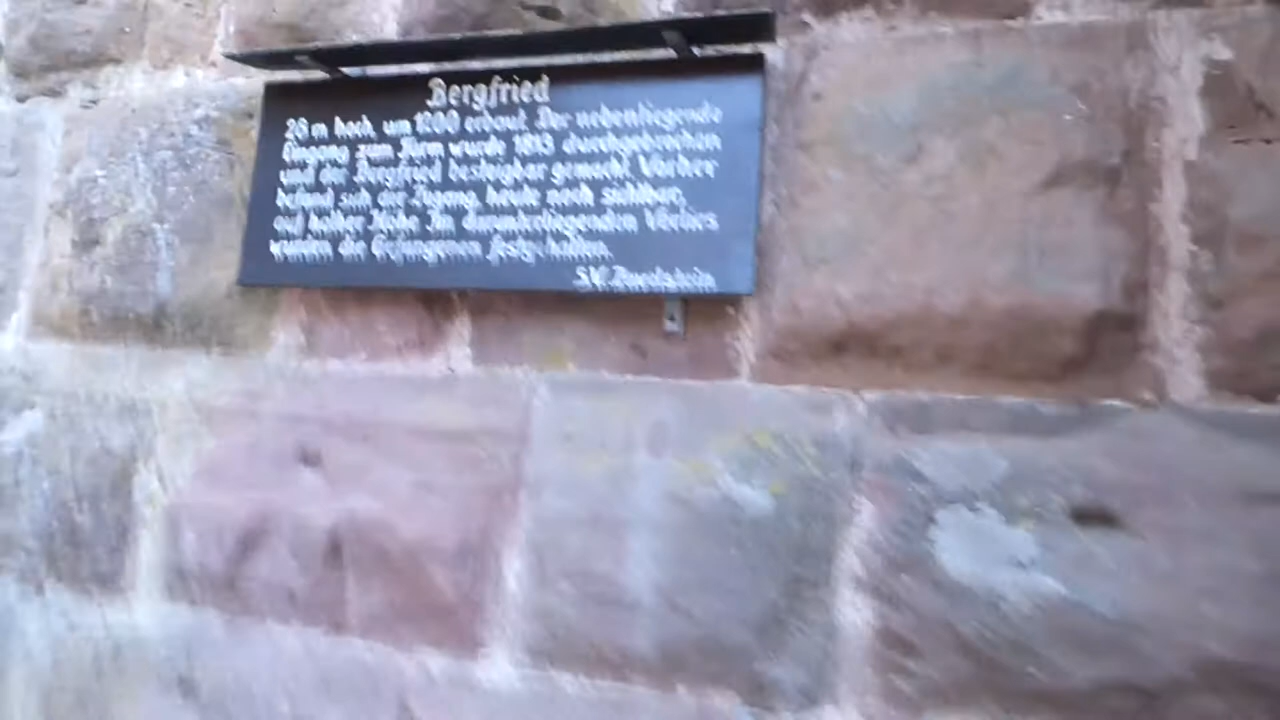 Bergfried
28 m hoch, um 1200 erbaut. Der nebenliegende
Eingang zum Turm wurde 1813 durchgebrochen
und der Bergfried besteigbar gemacht. Vorher
befand sich der Zugang, heute noch sichtbar,
auf halber Höhe. Im darunterliegenden Verlies
wurden die Gefangenen festgehalten.